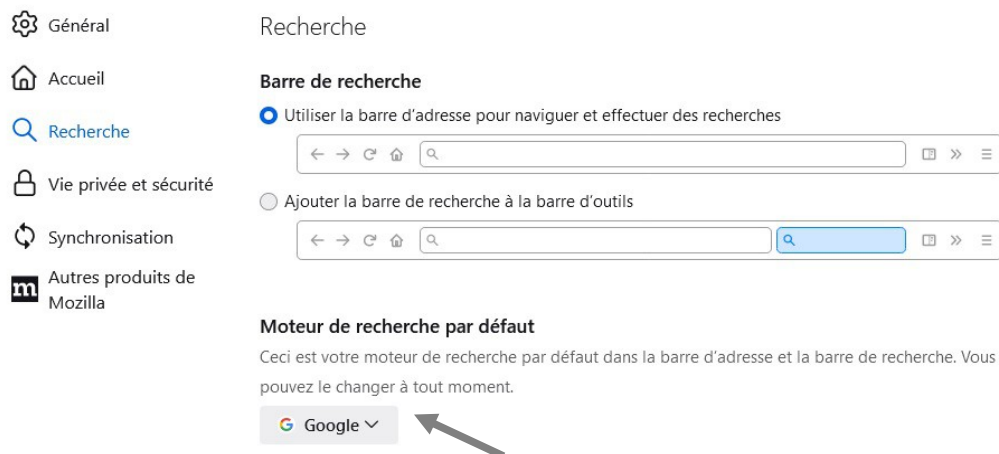 Général
Accueil
Recherche
Vie privée et sécurité
Synchronisation
m
Autres produits de
Mozilla
Recherche
Barre de recherche
Utiliser la barre d’adresse pour naviguer et effectuer des recherches
Ajouter la barre de recherche à la barre d’outils
Moteur de recherche par défaut
Ceci est votre moteur de recherche par défaut dans la barre d’adresse et la barre de recherche. Vous
pouvez le changer à tout moment.
G Google